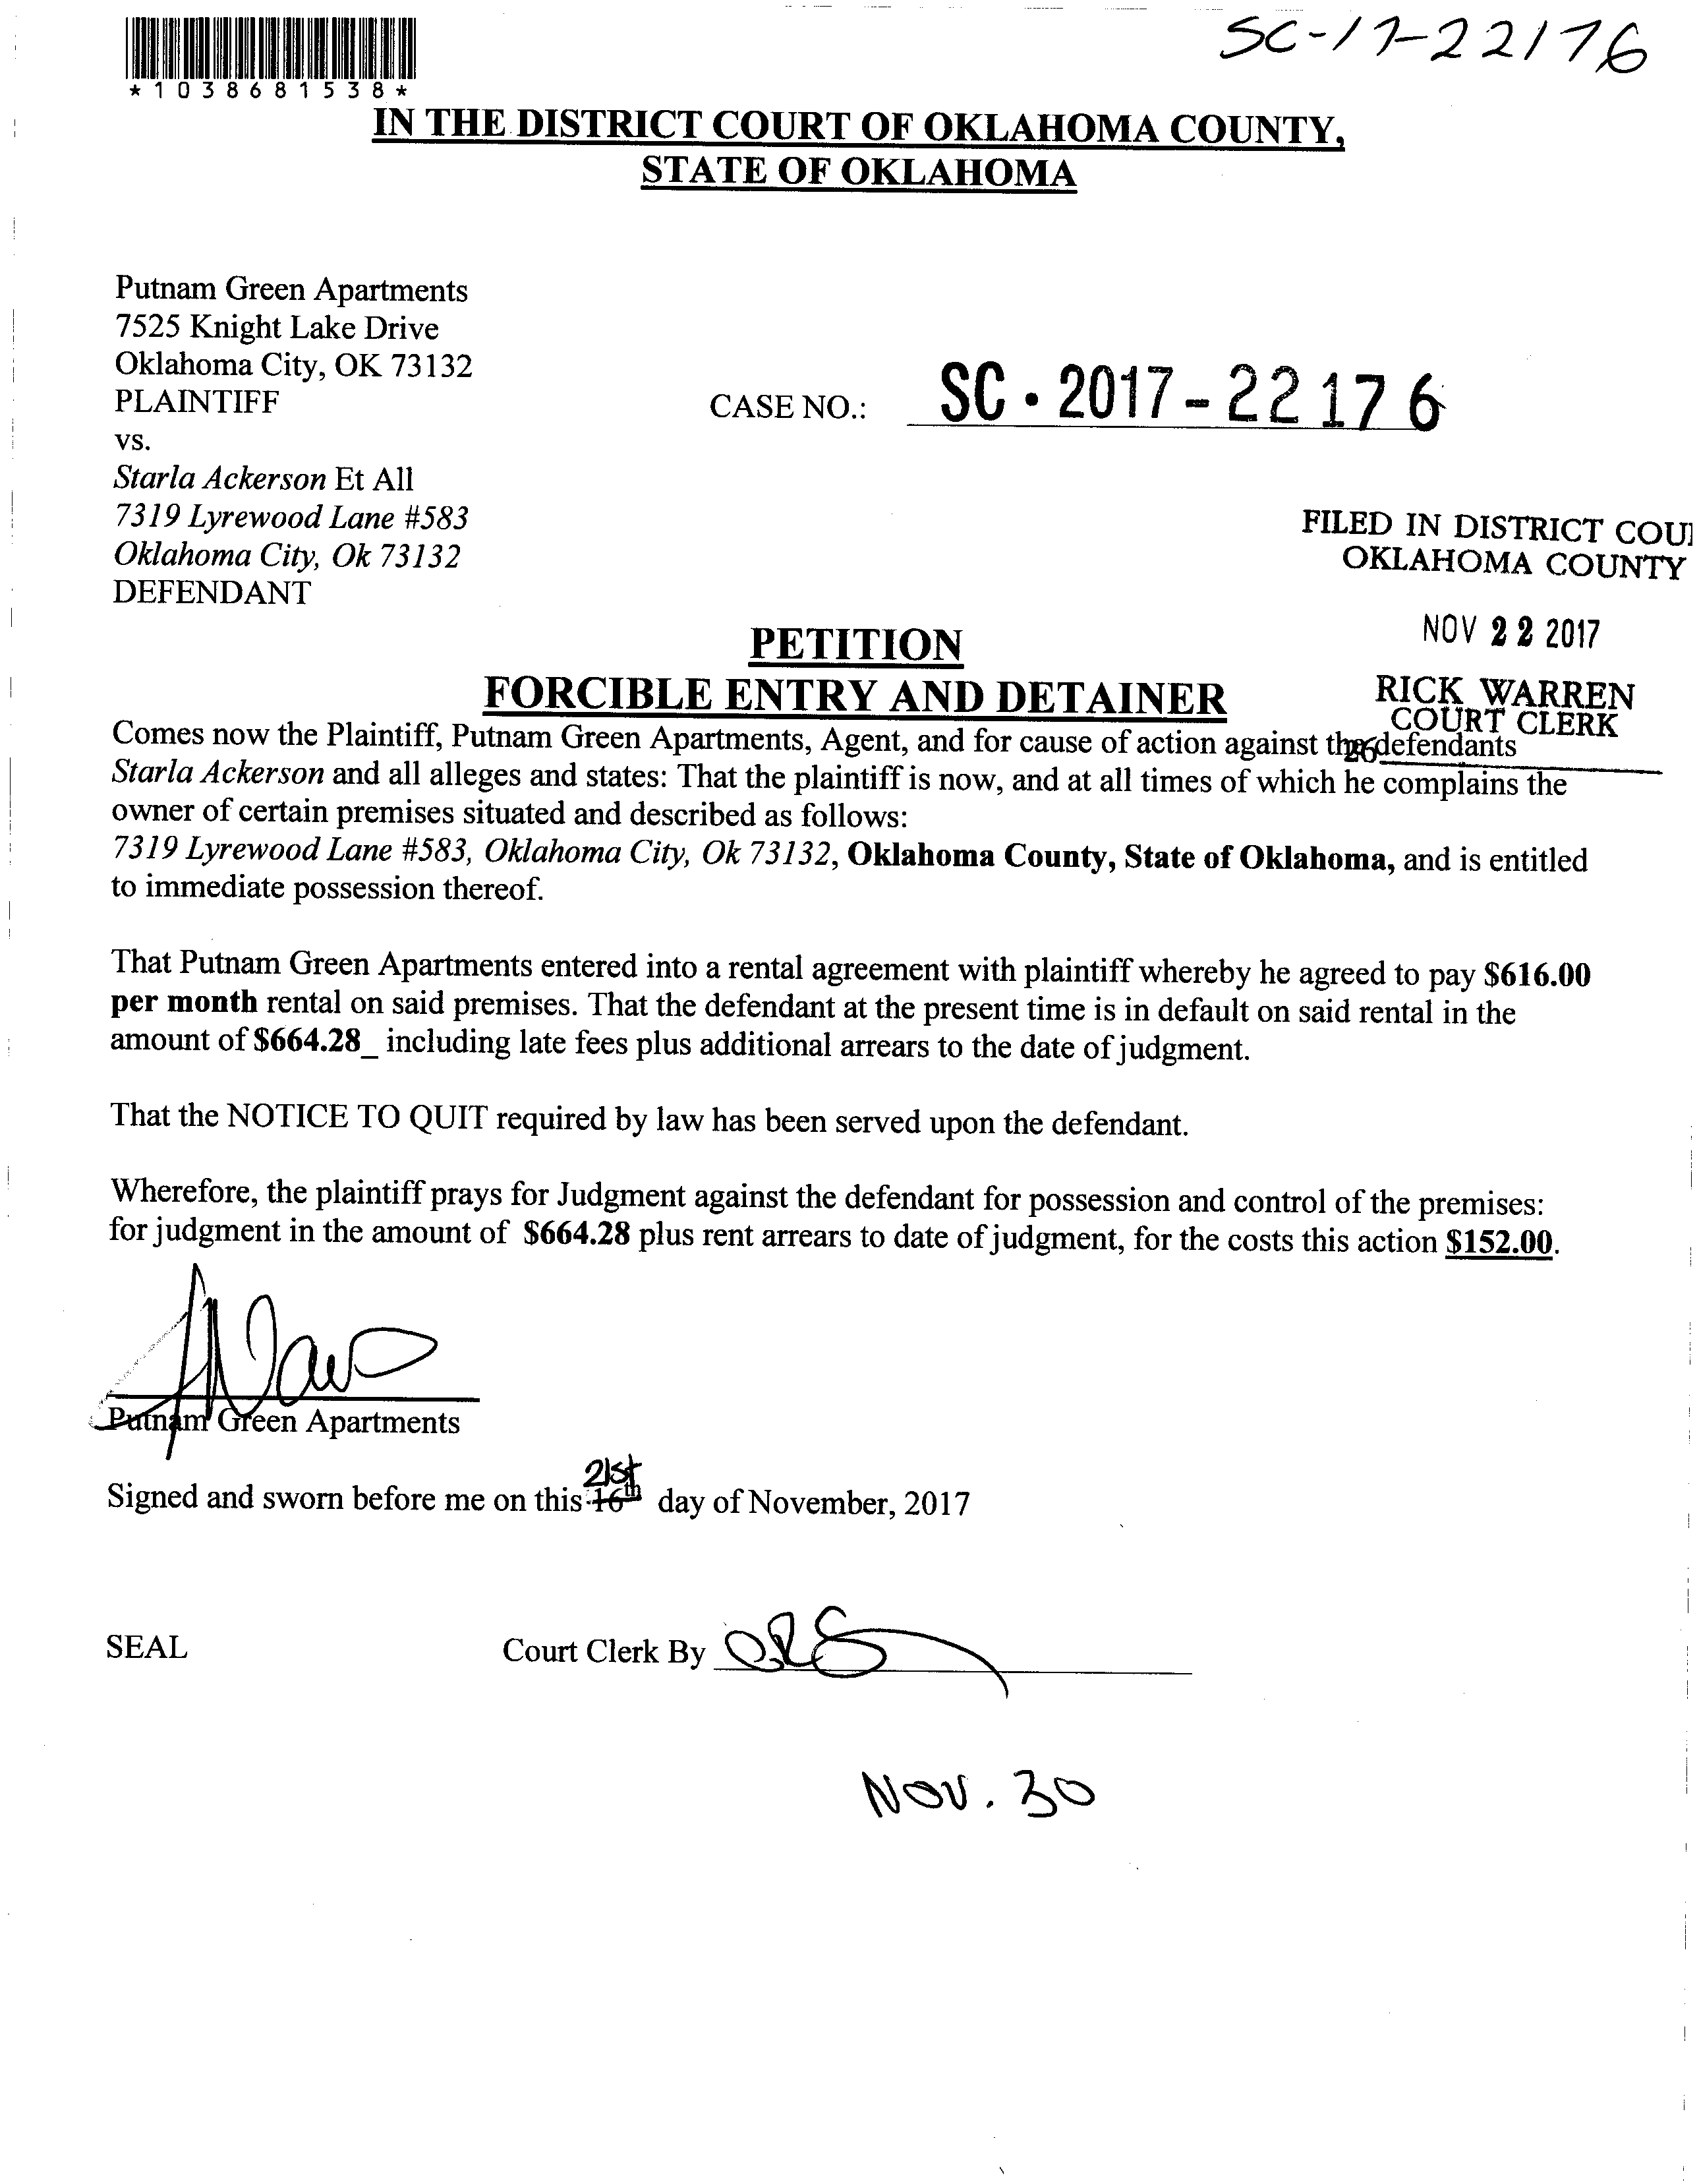 SC-17-22176
*1038681538*
IN THE DISTRICT COURT OF OKLAHOMA COUNTY,
STATE OF OKLAHOMA
Putnam Green Apartments
7525 Knight Lake Drive
Oklahoma City, OK 73132
PLAINTIFF
CASE NO.: SC·2017-22176
vs.
Starla Ackerson Et All
7319 Lyrewood Lane #583
Oklahoma City, Ok 73132
DEFENDANT
FILED IN DISTRICT COU
OKLAHOMA COUNTY
NOV 22 2017
RICK WARREN
COURT CLERK
26
PETITION
FORCIBLE ENTRY AND DETAINER
Comes now the Plaintiff, Putnam Green Apartments, Agent, and for cause of action against the defendants
Starla Ackerson and all alleges and states: That the plaintiff is now, and at all times of which he complains the
owner of certain premises situated and described as follows:
7319 Lyrewood Lane #583, Oklahoma City, Ok 73132, Oklahoma County, State of Oklahoma, and is entitled
to immediate possession thereof.
That Putnam Green Apartments entered into a rental agreement with plaintiff whereby he agreed to pay $616.00
per month rental on said premises. That the defendant at the present time is in default on said rental in the
amount of $664.28_ including late fees plus additional arrears to the date of judgment.
That the NOTICE TO QUIT required by law has been served upon the defendant.
Wherefore, the plaintiff prays for Judgment against the defendant for possession and control of the premises:
for judgment in the amount of $664.28 plus rent arrears to date of judgment, for the costs this action $152.00.
Putnam Green Apartments
21st
Signed and sworn before me on this 16th day of November, 2017
SEAL
Court Clerk By
NOV. 30